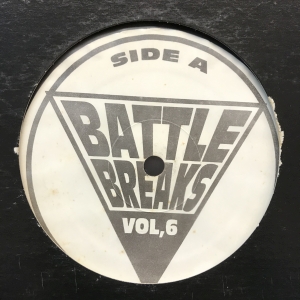 SIDE A
BATTLE
BREAKS
VOL,6